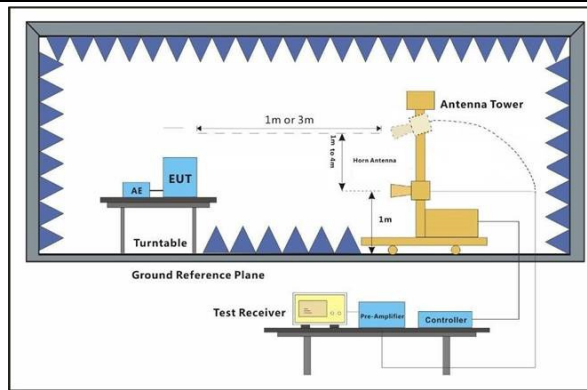 1m or 3m
Antenna Tower
1m to 4m
Horn Antenna
EUT
AE
1m
Turntable
Ground Reference Plane
Test Receiver
Pre-Amplifier
Controller